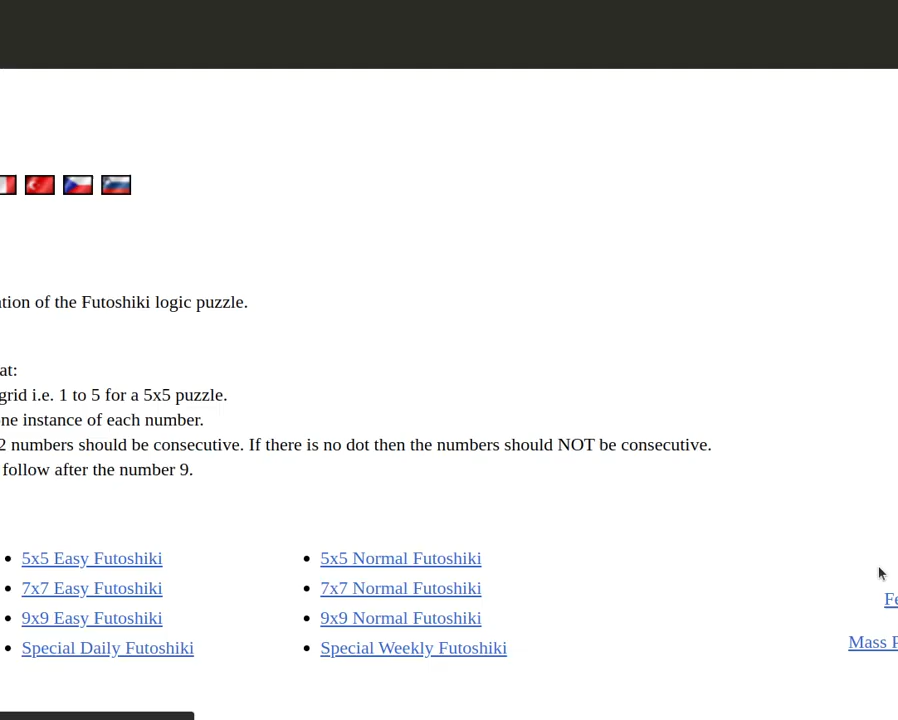 tion of the Futoshiki logic puzzle.
at:
grid i.e. 1 to 5 for a 5x5 puzzle.
ne instance of each number.
2 numbers should be consecutive. If there is no dot then the numbers should NOT be consecutive.
follow after the number 9.
5x5 Easy Futoshiki
7x7 Easy Futoshiki
9x9 Easy Futoshiki
Special Daily Futoshiki
5x5 Normal Futoshiki
7x7 Normal Futoshiki
9x9 Normal Futoshiki
Special Weekly Futoshiki
Fe
Mass